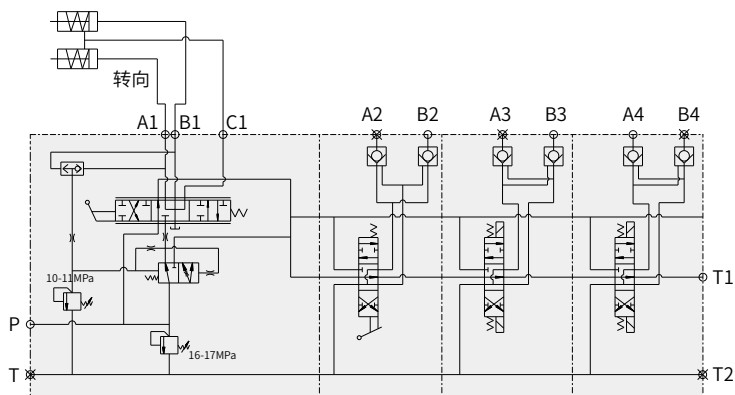 转向
A1 B1 C1 A2 B2 A3 B3 A4 B4
10-11MPa
T1
P
16-17MPa
T T2